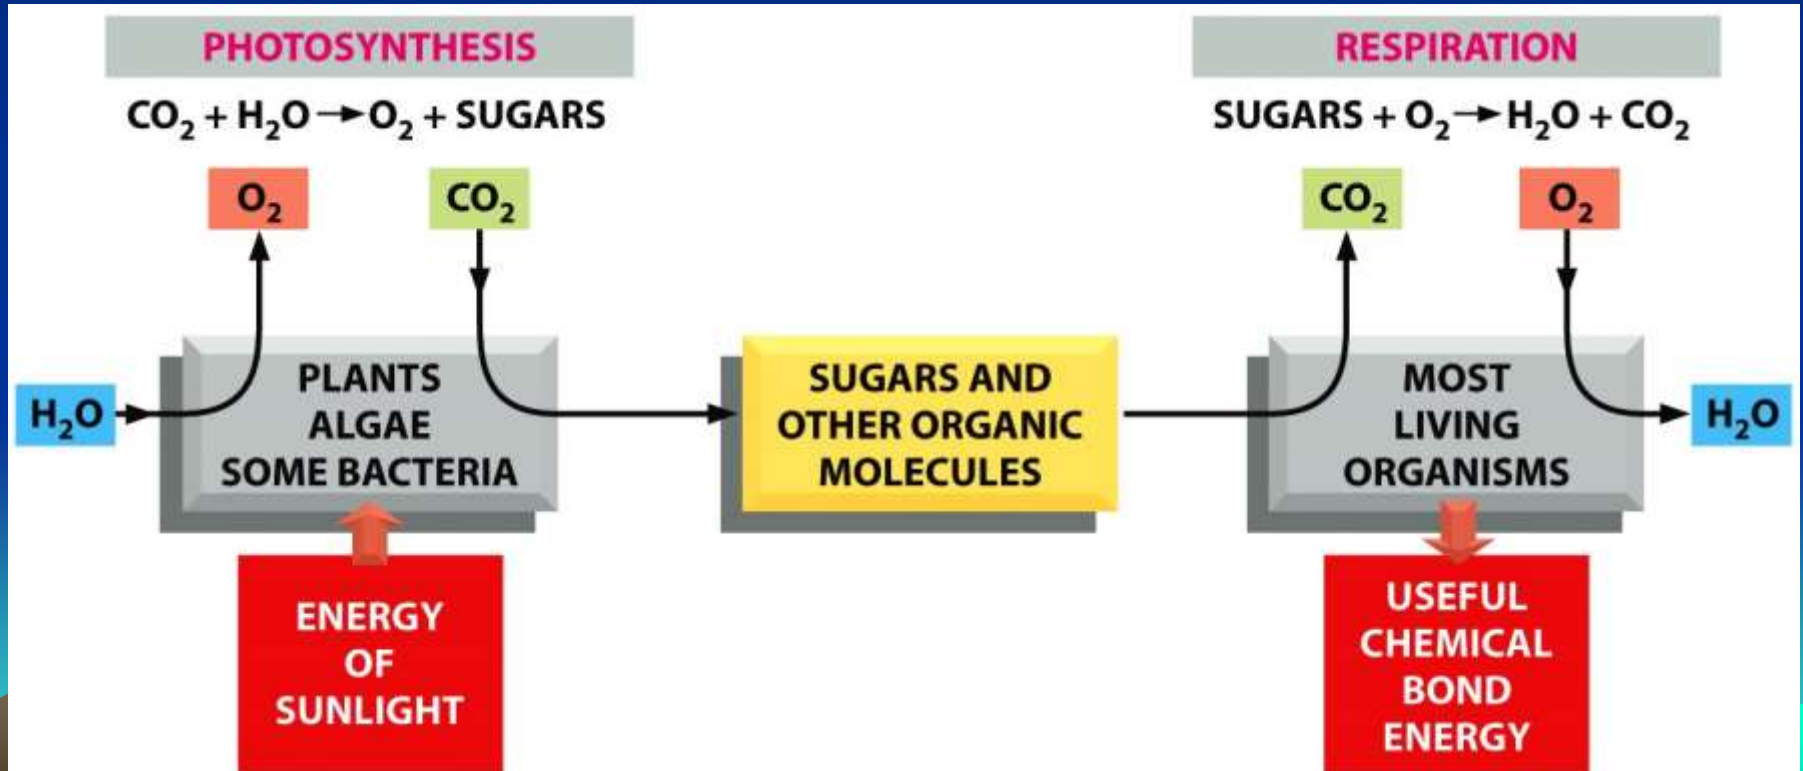 PHOTOSYNTHESIS
CO₂ + H₂O → O₂ + SUGARS
O₂
CO₂
H₂O
PLANTS
ALGAE
SOME BACTERIA
ENERGY
OF
SUNLIGHT
SUGARS AND
OTHER ORGANIC
MOLECULES
RESPIRATION
SUGARS + O₂ → H₂O + CO₂
CO₂
O₂
MOST
LIVING
ORGANISMS
H₂O
USEFUL
CHEMICAL
BOND
ENERGY